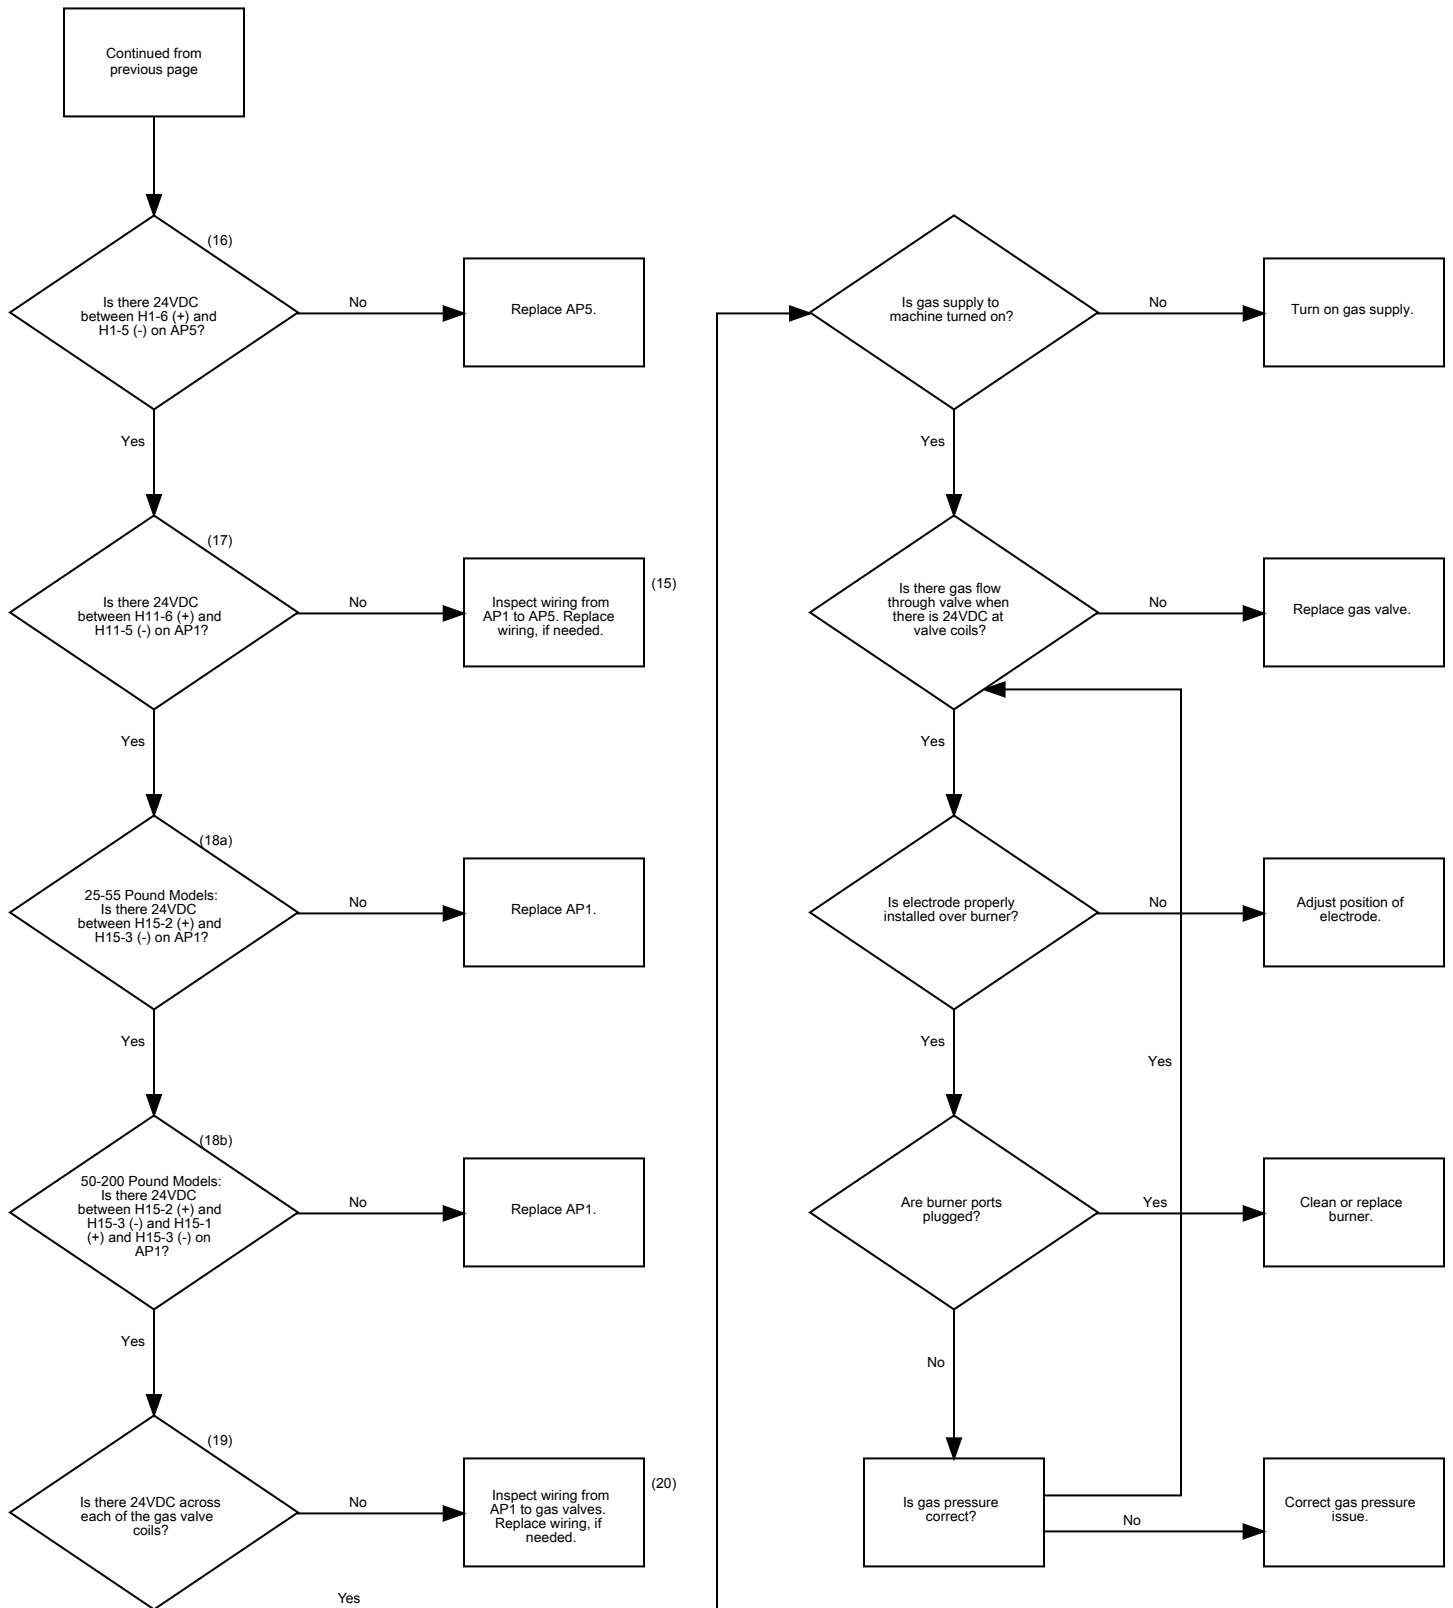 Continued from
previous page
(16)
Is there 24VDC
between H1-6 (+) and
H1-5 (-) on AP5?
No
Replace AP5.
Yes
(17)
Is there 24VDC
between H11-6 (+) and
H11-5 (-) on AP1?
No
Inspect wiring from
AP1 to AP5. Replace
wiring, if needed.
(15)
Yes
(18a)
25-55 Pound Models:
Is there 24VDC
between H15-2 (+) and
H15-3 (-) on AP1?
No
Replace AP1.
Yes
(18b)
50-200 Pound Models:
Is there 24VDC
between H15-2 (+) and
H15-3 (-) and H15-1
(+) and H15-3 (-) on
AP1?
No
Replace AP1.
Yes
(19)
Is there 24VDC across
each of the gas valve
coils?
No
Inspect wiring from
AP1 to gas valves.
Replace wiring, if
needed.
(20)
Yes
Is gas supply to
machine turned on?
No
Turn on gas supply.
Yes
Is there gas flow
through valve when
there is 24VDC at
valve coils?
No
Replace gas valve.
Yes
Is electrode properly
installed over burner?
No
Adjust position of
electrode.
Yes
Yes
Are burner ports
plugged?
Yes
Clean or replace
burner.
No
Is gas pressure
correct?
No
Correct gas pressure
issue.